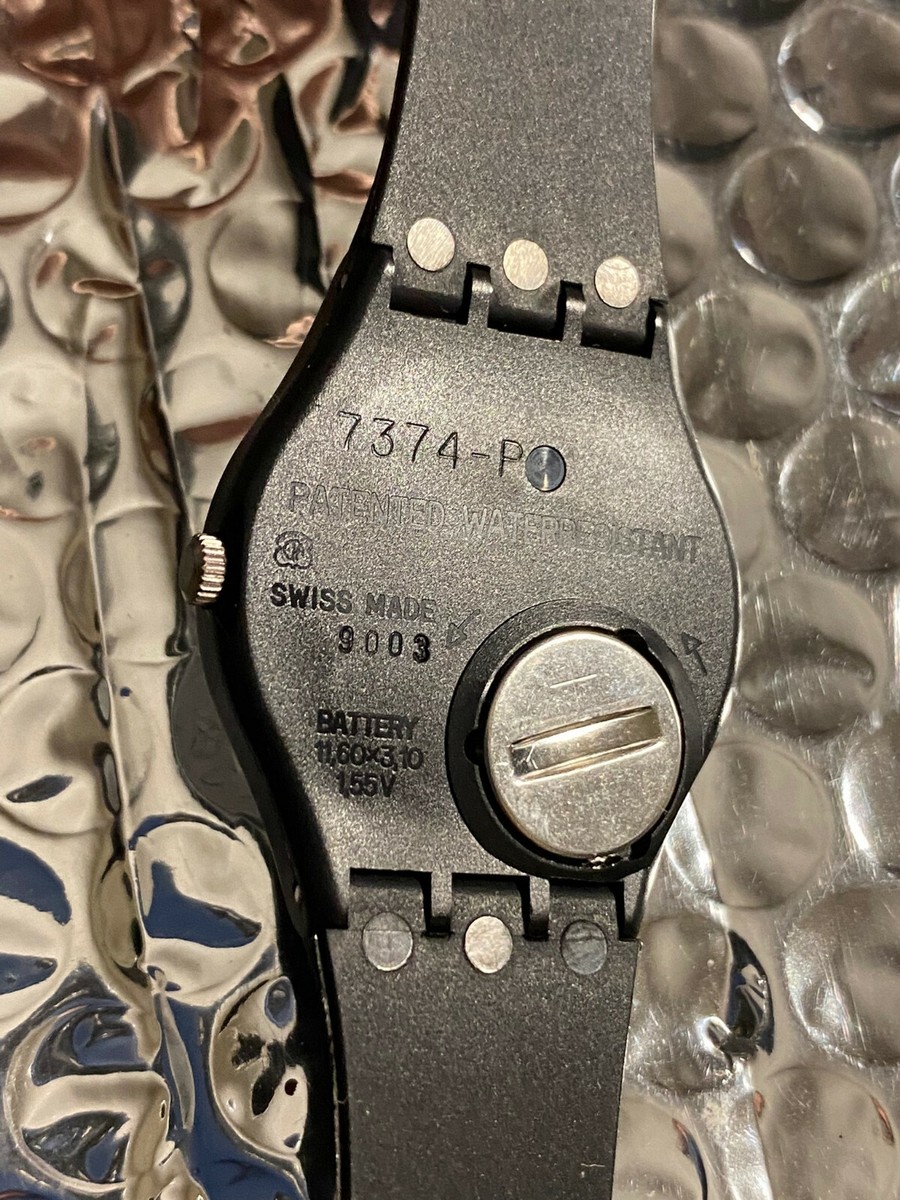 7374-P
PATENTED WATERRESISTANT
SWISS MADE
9003
BATTERY
11,60×3,10
1.55V